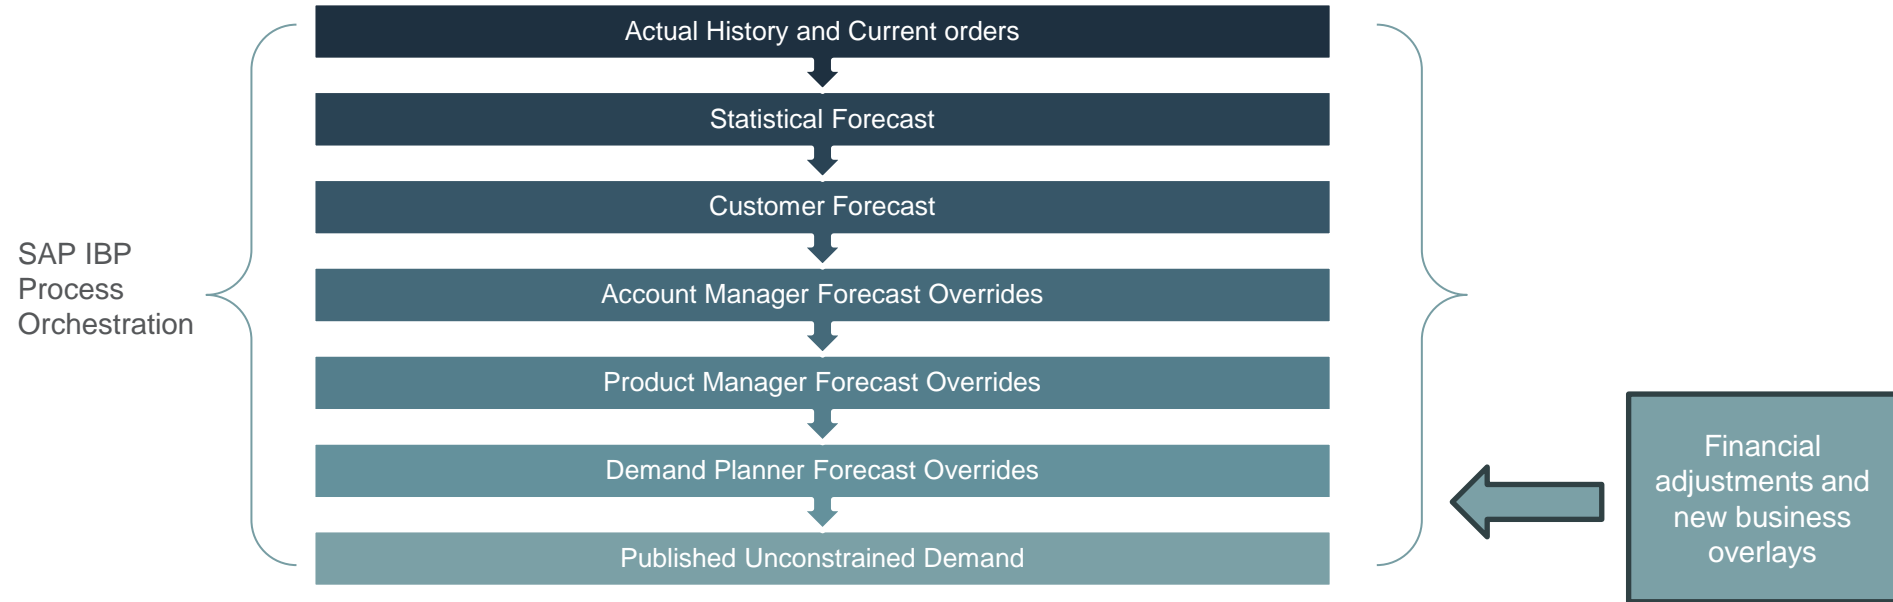 Actual History and Current orders
Statistical Forecast
Customer Forecast
SAP IBP
Process
Orchestration
Account Manager Forecast Overrides
Product Manager Forecast Overrides
Demand Planner Forecast Overrides
Published Unconstrained Demand
Financial
adjustments and
new business
overlays